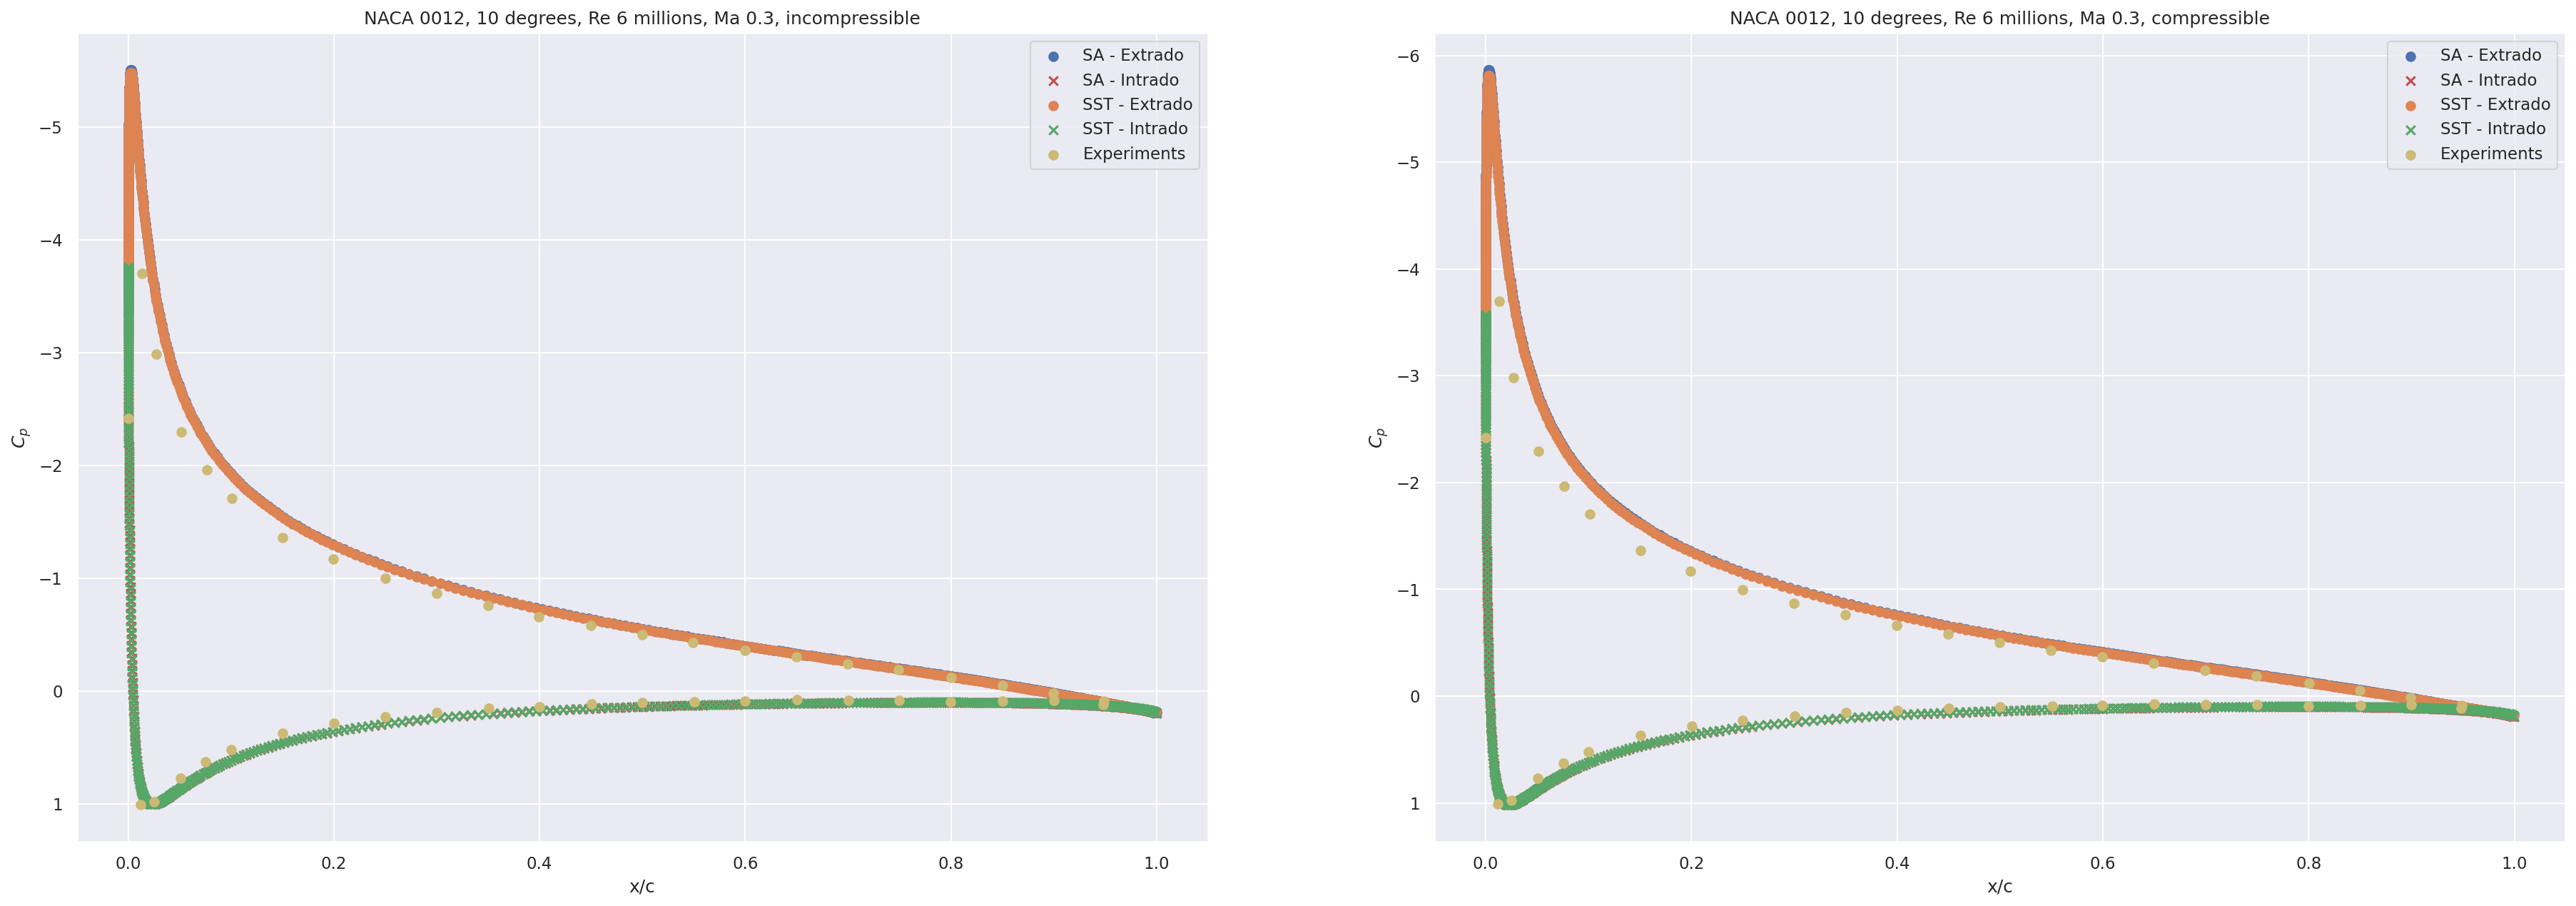 NACA 0012, 10 degrees, Re 6 millions, Ma 0.3, incompressible
SA - Extrado
SA - Intrado
SST - Extrado
SST - Intrado
Experiments
−5
−4
−3
−2
−1
0
1
Cp
0.0 0.2 0.4 0.6 0.8 1.0
x/c
NACA 0012, 10 degrees, Re 6 millions, Ma 0.3, compressible
SA - Extrado
SA - Intrado
SST - Extrado
SST - Intrado
Experiments
−6
−5
−4
−3
−2
−1
0
1
Cp
0.0 0.2 0.4 0.6 0.8 1.0
x/c